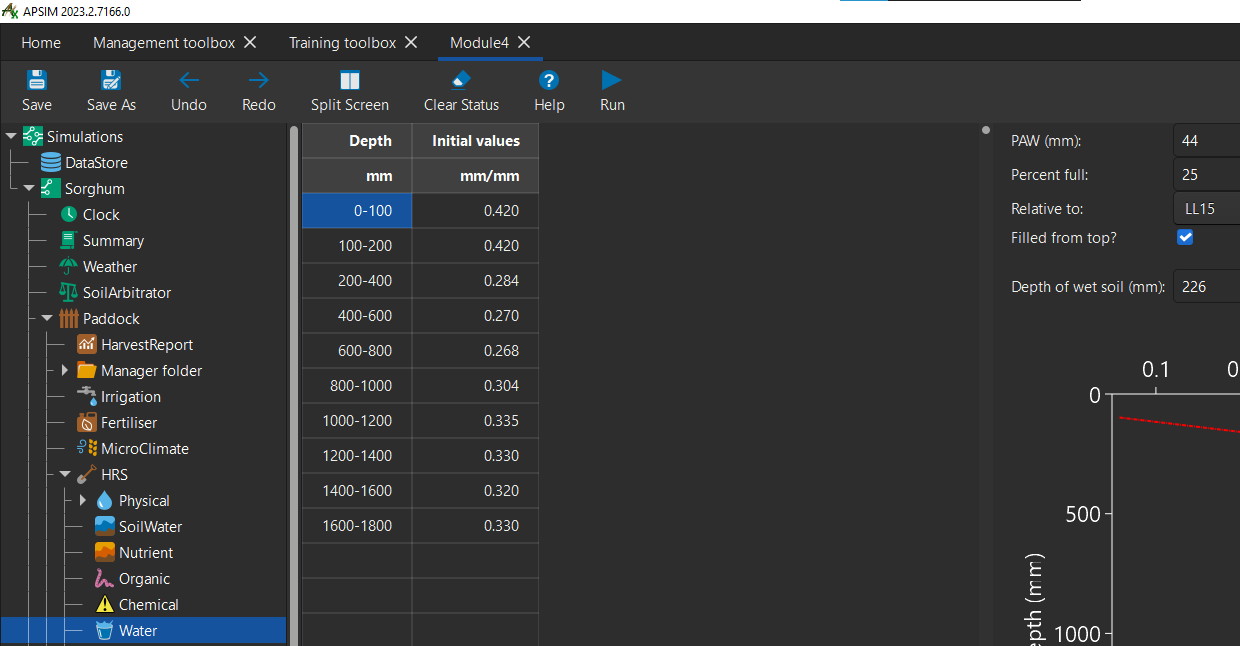 APSIM 2023.2.7166.0
Home Management toolbox Training toolbox Module4
Save Save As Undo Redo Split Screen Clear Status Help Run
Simulations
DataStore
Sorghum
Clock
Summary
Weather
SoilArbitrator
Paddock
HarvestReport
Manager folder
Irrigation
Fertiliser
MicroClimate
HRS
Physical
SoilWater
Nutrient
Organic
Chemical
Water
Depth Initial values
mm mm/mm
0-100 0.420
100-200 0.420
200-400 0.284
400-600 0.270
600-800 0.268
800-1000 0.304
1000-1200 0.335
1200-1400 0.330
1400-1600 0.320
1600-1800 0.330
PAW (mm): 44
Percent full: 25
Relative to: LL15
Filled from top?
Depth of wet soil (mm): 226
0.1 0
0
500
1000
epth (mm)